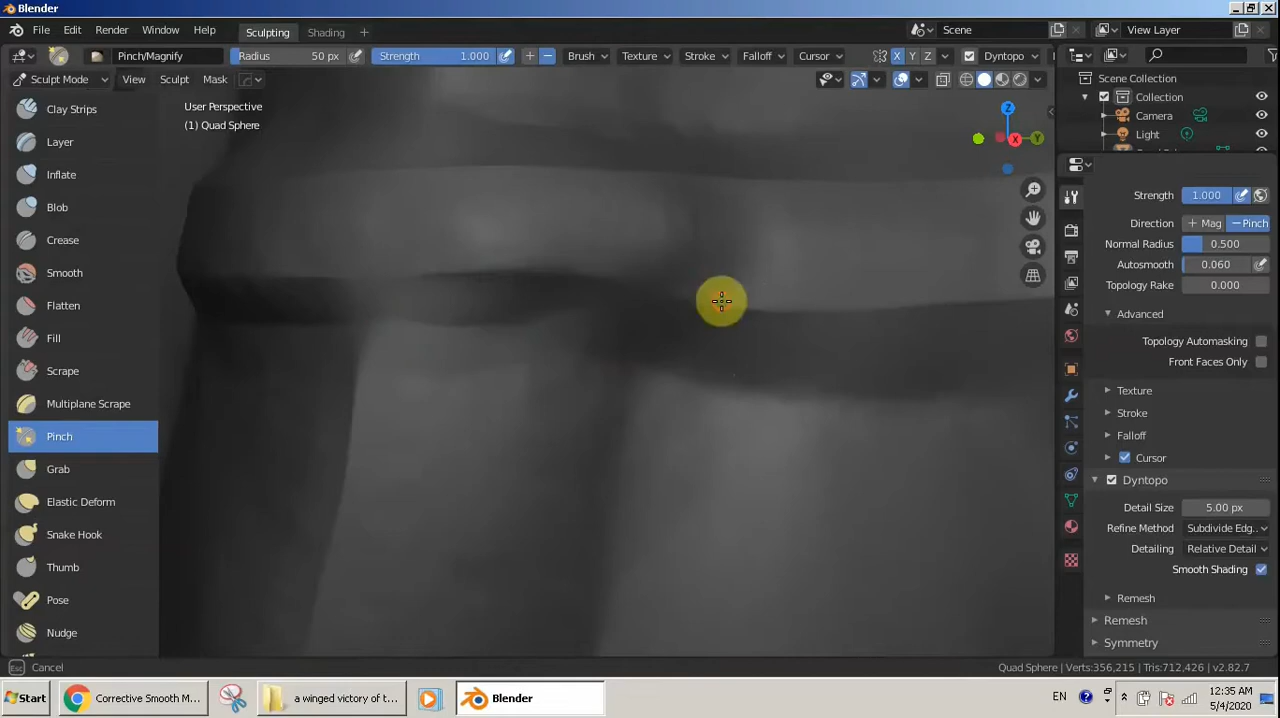 Blender
File Edit Render Window Help Sculpting Shading + Scene View Layer
Pinch/Magnify Radius 50 px Strength 1.000 + − Brush Texture Stroke Falloff Cursor X Y Z Dyntopo
Sculpt Mode View Sculpt Mask
Scene Collection
Collection
Camera
Light
User Perspective
(1) Quad Sphere
Z
X
Y
Clay Strips
Layer
Inflate
Blob
Crease
Smooth
Flatten
Fill
Scrape
Multiplane Scrape
Pinch
Grab
Elastic Deform
Snake Hook
Thumb
Pose
Nudge
Strength 1.000
Direction + Mag − Pinch
Normal Radius 0.500
Autosmooth 0.060
Topology Rake 0.000
Advanced
Topology Automasking
Front Faces Only
Texture
Stroke
Falloff
Cursor
Dyntopo
Detail Size 5.00 px
Refine Method Subdivide Edg..
Detailing Relative Detail
Smooth Shading
Remesh
Remesh
Symmetry
Esc Cancel Quad Sphere | Verts:356,215 | Tris:712,426 | v2.82.7
Start Corrective Smooth M... a winged victory of t... Blender EN 12:35 AM
5/4/2020